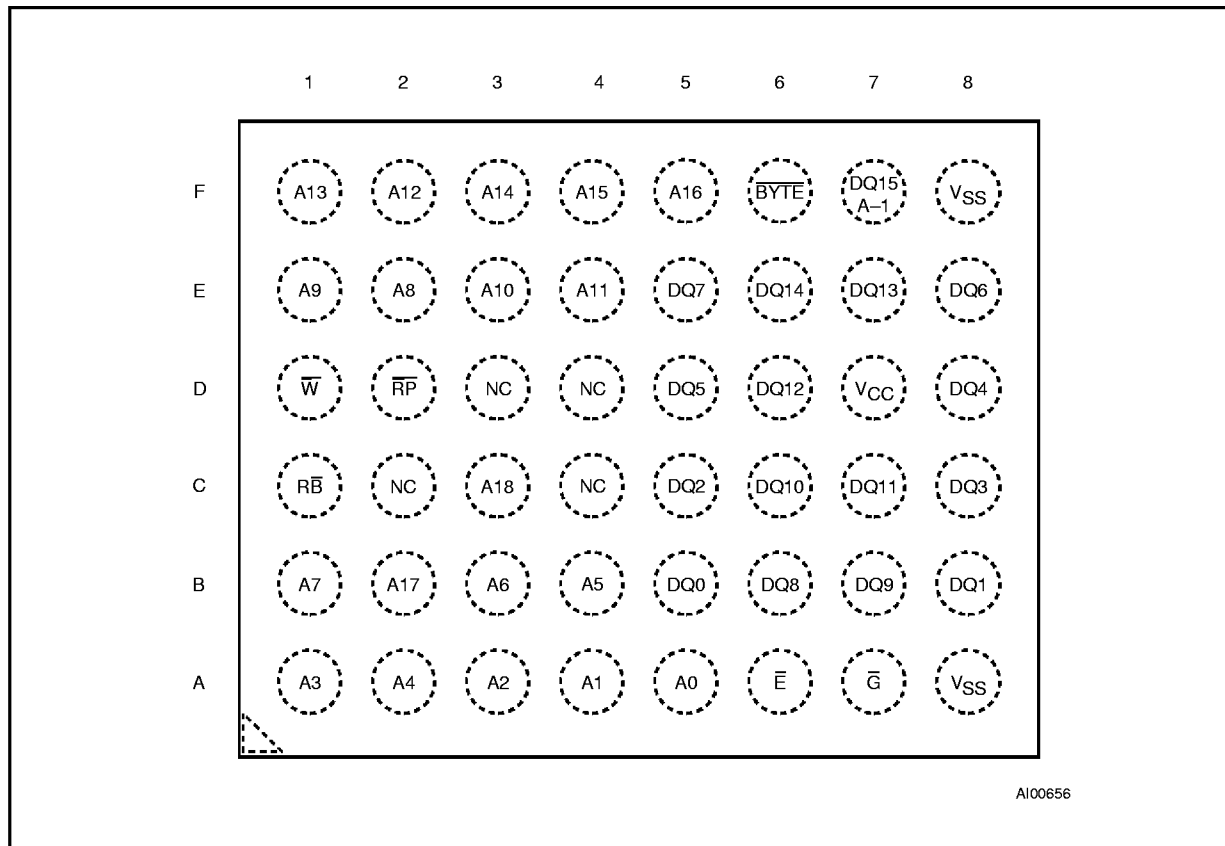 1 2 3 4 5 6 7 8
F A13 A12 A14 A15 A16 B̅Y̅T̅E̅ DQ15 A–1 VSS
E A9 A8 A10 A11 DQ7 DQ14 DQ13 DQ6
D W̅ R̅P̅ NC NC DQ5 DQ12 VCC DQ4
C RB̅ NC A18 NC DQ2 DQ10 DQ11 DQ3
B A7 A17 A6 A5 DQ0 DQ8 DQ9 DQ1
A A3 A4 A2 A1 A0 E̅ G̅ VSS
AI00656